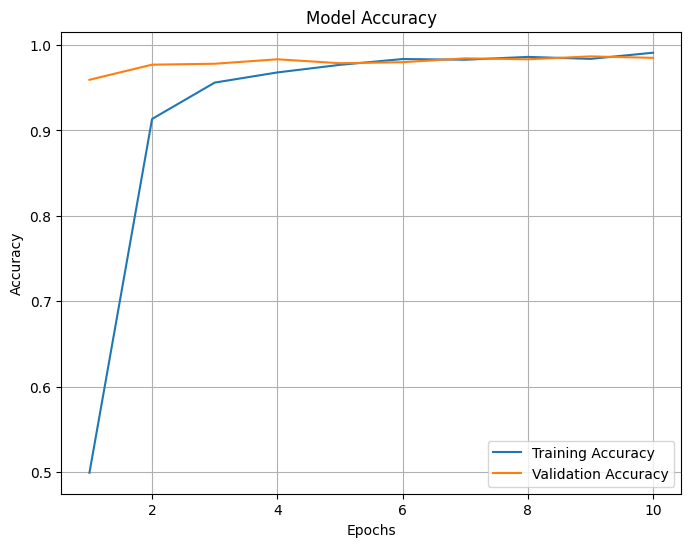 Model Accuracy
1.0
0.9
0.8
0.7
0.6
0.5
Accuracy
Training Accuracy
Validation Accuracy
2 4 6 8 10
Epochs